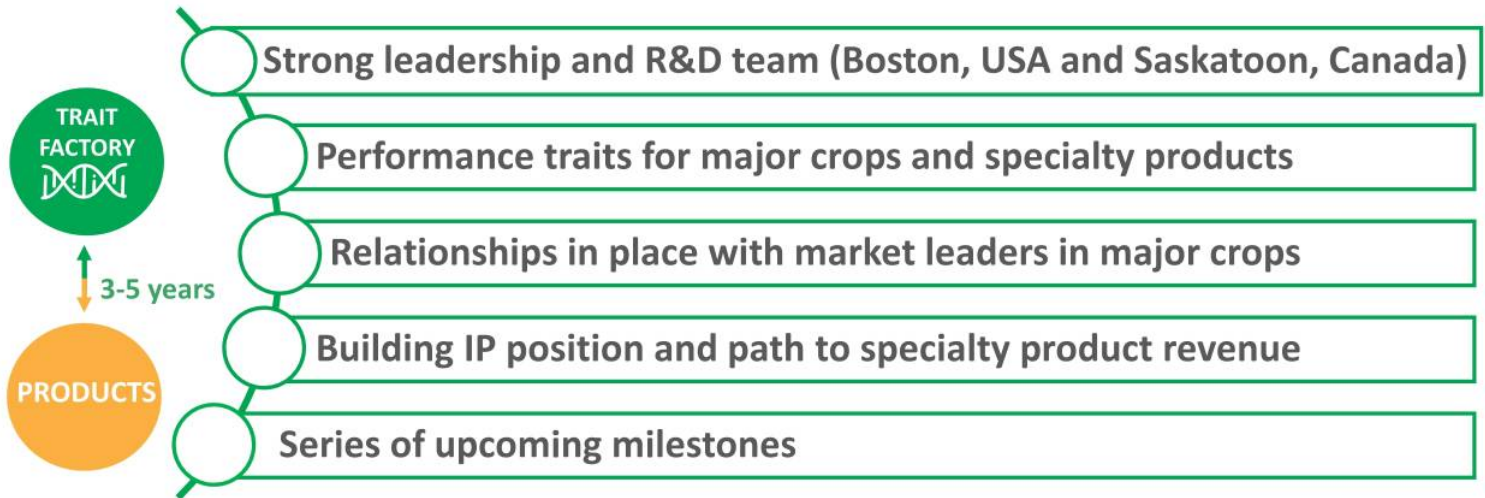 Strong leadership and R&D team (Boston, USA and Saskatoon, Canada)
TRAIT
FACTORY
Performance traits for major crops and specialty products
Relationships in place with market leaders in major crops
3-5 years
Building IP position and path to specialty product revenue
PRODUCTS
Series of upcoming milestones